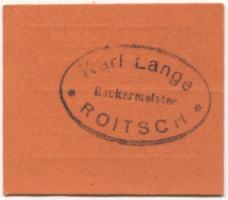 Karl Lange
Bäckermeister
* ROITSCH *